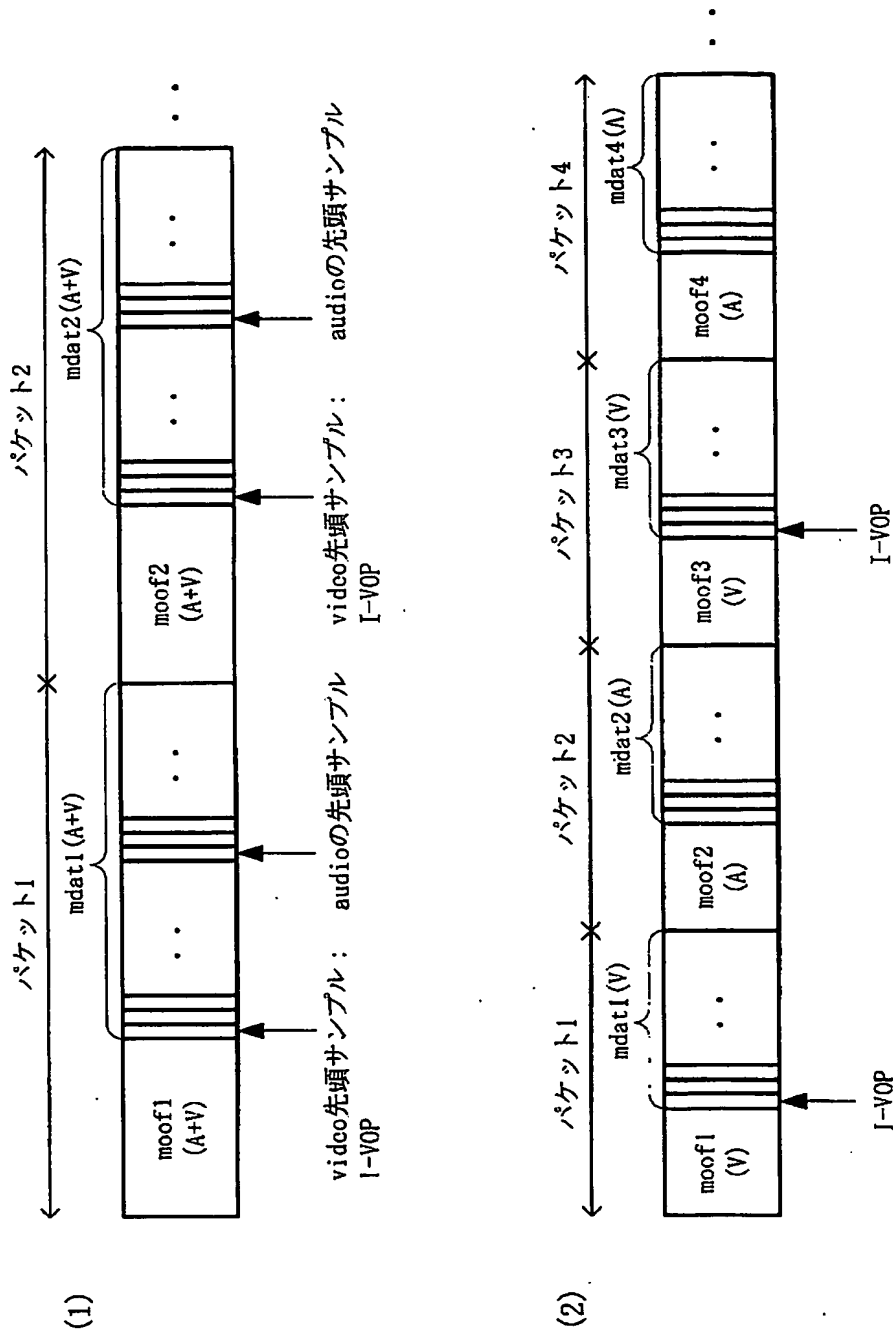 (1)
パケット1
パケット2
mdat1(A+V)
mdat2(A+V)
moof1
(A+V)
moof2
(A+V)
video先頭サンプル:
I-VOP
audioの先頭サンプル
video先頭サンプル:
I-VOP
audioの先頭サンプル
(2)
パケット1
パケット2
パケット3
パケット4
mdat1(V)
mdat2(A)
mdat3(V)
mdat4(A)
moof1
(V)
moof2
(A)
moof3
(V)
moof4
(A)
I-VOP
I-VOP